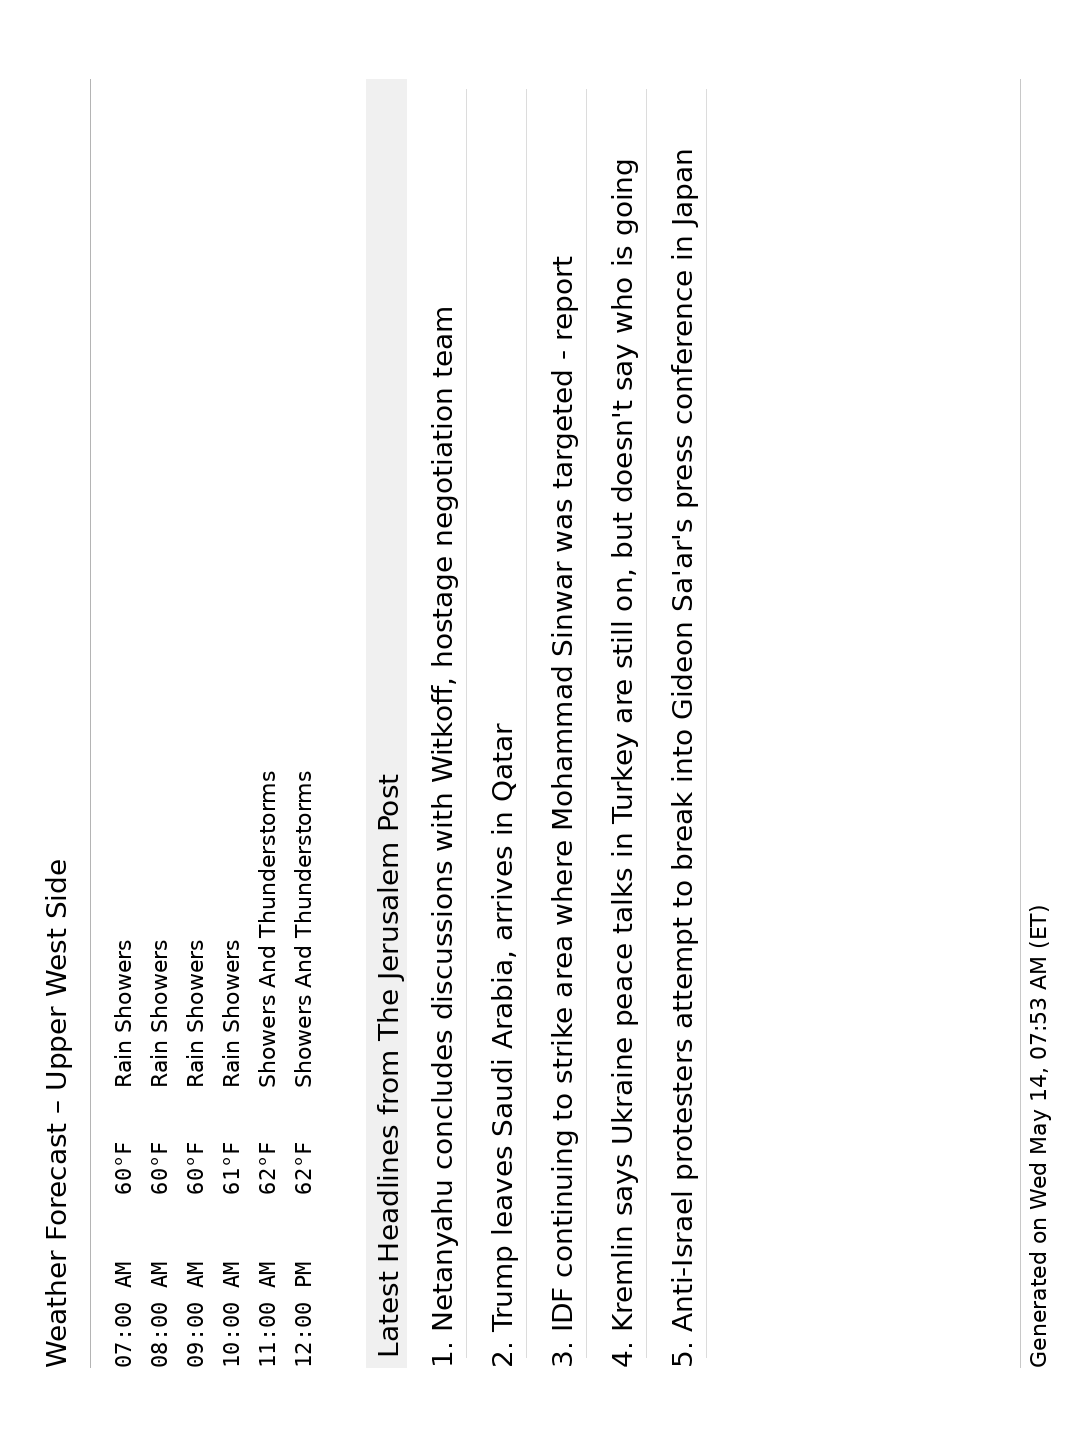 Weather Forecast – Upper West Side
07:00 AM 60°F Rain Showers
08:00 AM 60°F Rain Showers
09:00 AM 60°F Rain Showers
10:00 AM 61°F Rain Showers
11:00 AM 62°F Showers And Thunderstorms
12:00 PM 62°F Showers And Thunderstorms
Latest Headlines from The Jerusalem Post
1. Netanyahu concludes discussions with Witkoff, hostage negotiation team
2. Trump leaves Saudi Arabia, arrives in Qatar
3. IDF continuing to strike area where Mohammad Sinwar was targeted - report
4. Kremlin says Ukraine peace talks in Turkey are still on, but doesn't say who is going
5. Anti-Israel protesters attempt to break into Gideon Sa'ar's press conference in Japan
Generated on Wed May 14, 07:53 AM (ET)